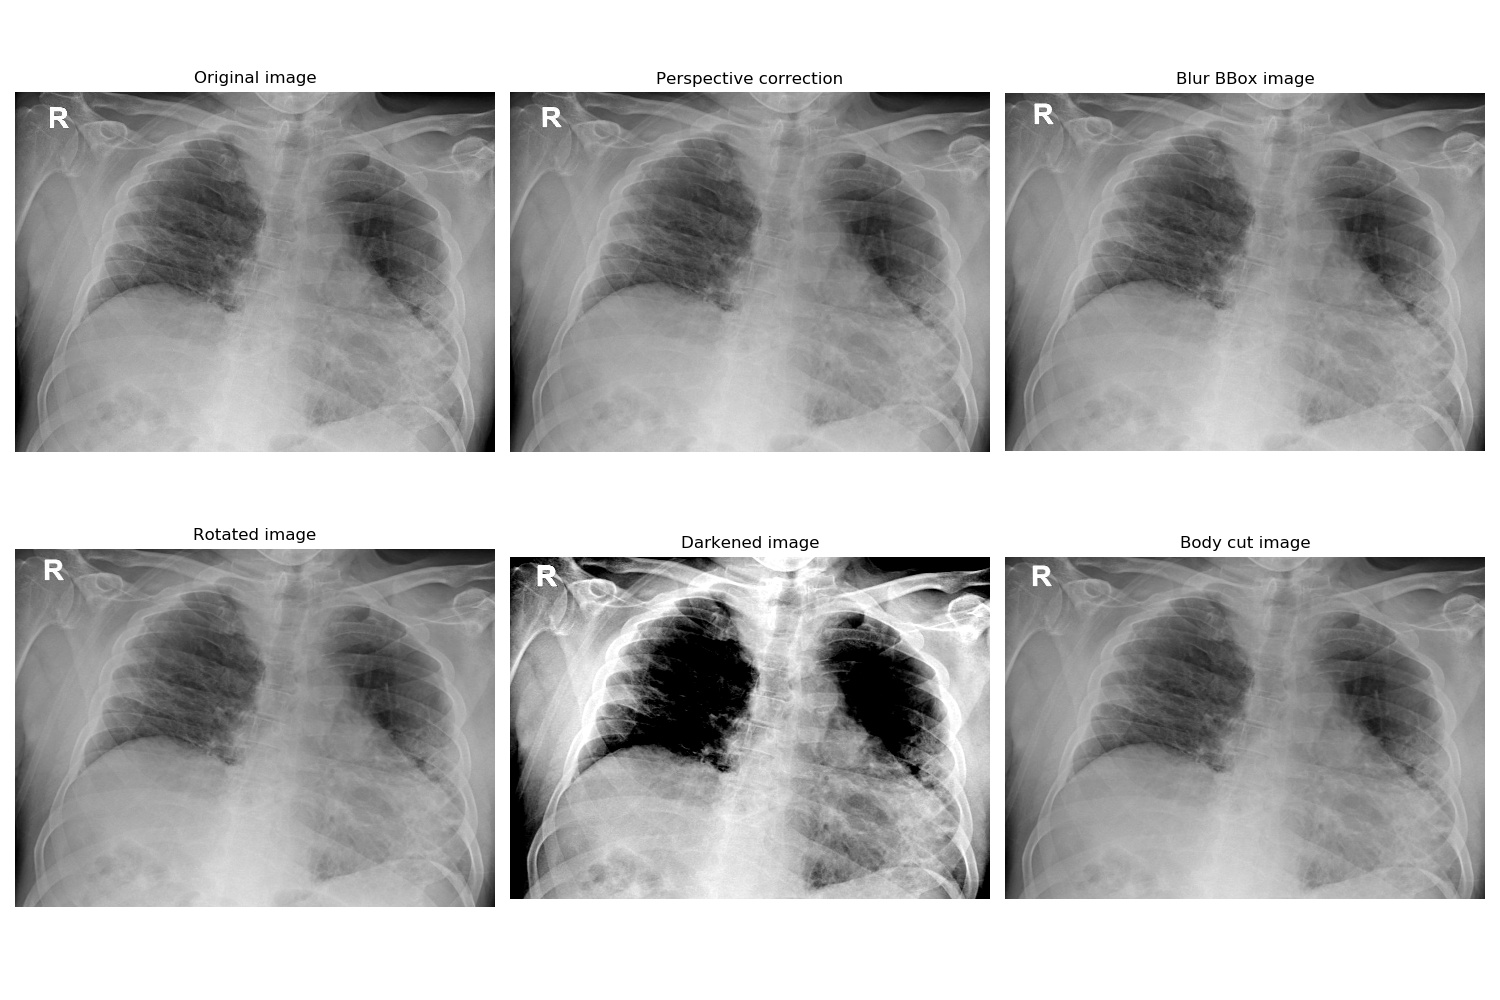 Original image
R
Perspective correction
R
Blur BBox image
R
Rotated image
R
Darkened image
R
Body cut image
R